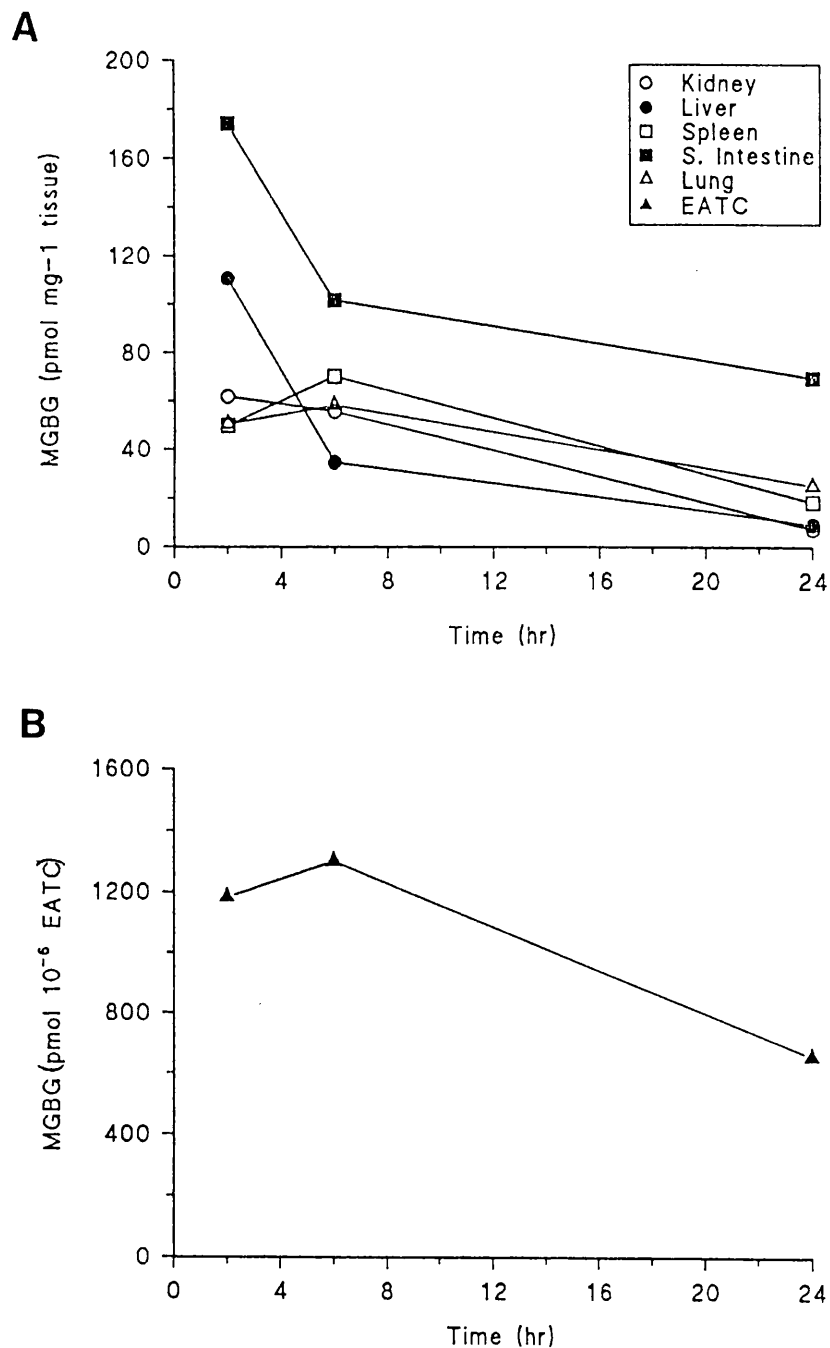 A
200
160
120
80
40
0
MGBG (pmol mg-1 tissue)
Kidney
Liver
Spleen
S. Intestine
Lung
EATC
0 4 8 12 16 20 24
Time (hr)
B
1600
1200
800
400
0
MGBG (pmol 10⁻⁶ EATC)
0 4 8 12 16 20 24
Time (hr)